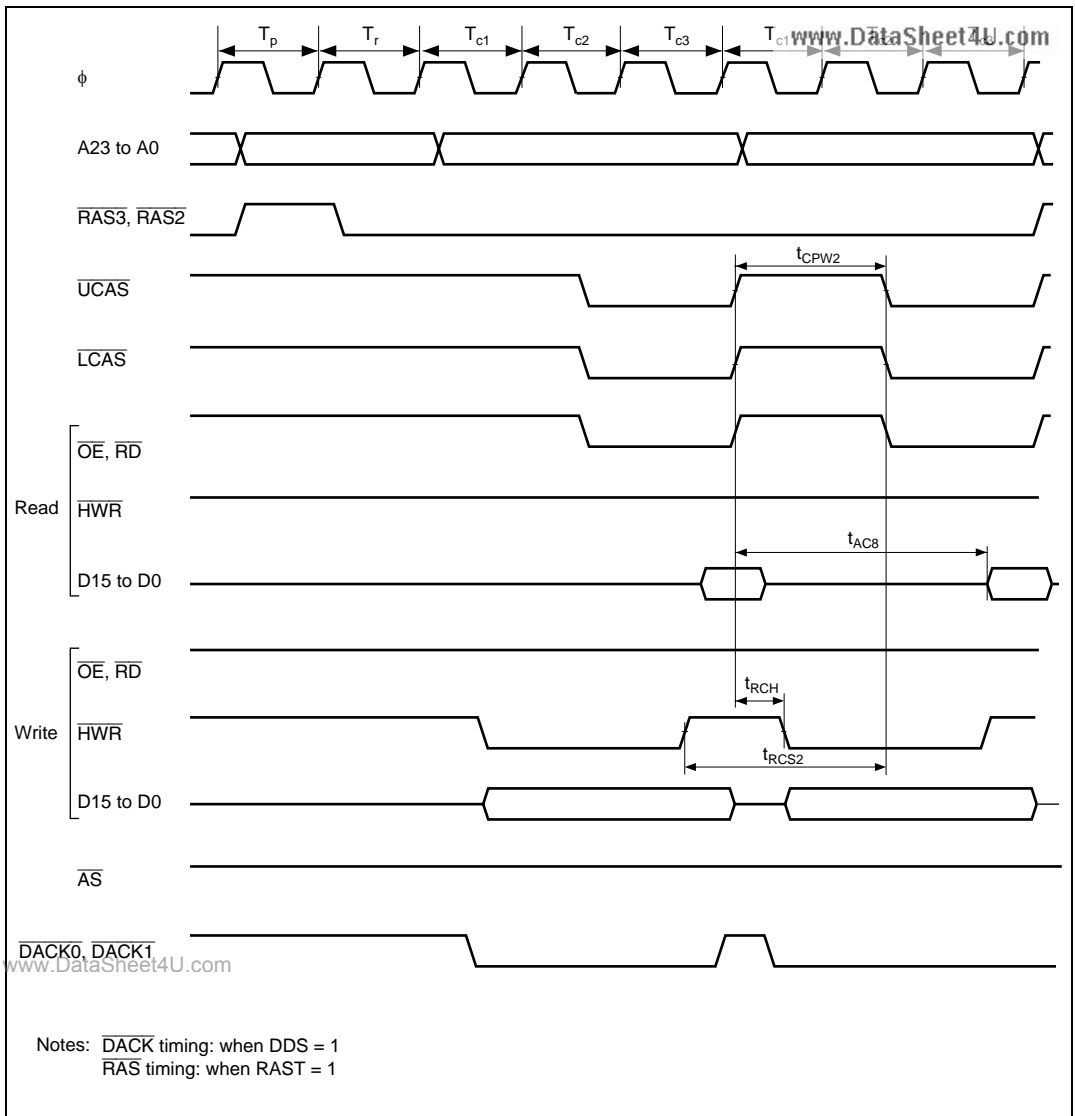 Tp Tr Tc1 Tc2 Tc3 Tc1 www.DataSheet4U.com
φ
A23 to A0
RAS3, RAS2
tCPW2
UCAS
LCAS
OE, RD
Read HWR
tAC8
D15 to D0
OE, RD
tRCH
Write HWR
tRCS2
D15 to D0
AS
DACK0, DACK1
www.DataSheet4U.com
Notes: DACK timing: when DDS = 1
RAS timing: when RAST = 1